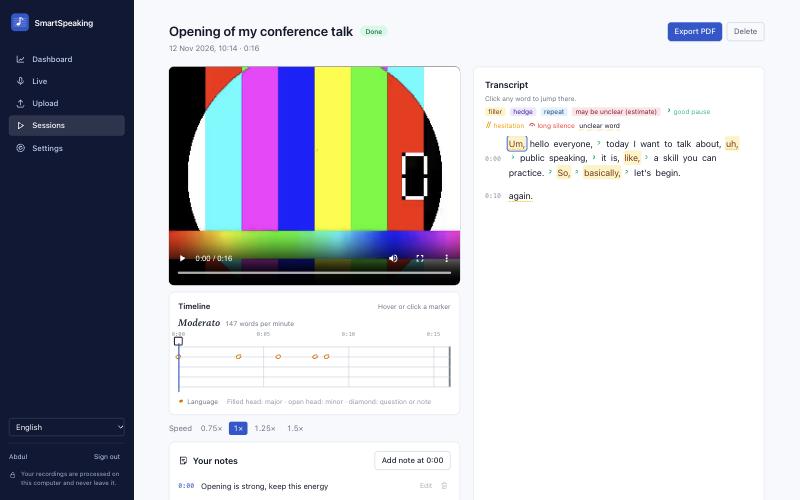 SmartSpeaking
Dashboard
Live
Upload
Sessions
Settings
English
Abdul
Sign out
Your recordings are processed on
this computer and never leave it.
Opening of my conference talk
Done
12 Nov 2026, 10:14 · 0:16
Export PDF
Delete
0:00 / 0:16
Timeline
Hover or click a marker
Moderato 147 words per minute
0:00 0:05 0:10 0:15
Language
Filled head: major · open head: minor · diamond: question or note
Speed 0.75× 1× 1.25× 1.5×
Your notes
Add note at 0:00
0:00 Opening is strong, keep this energy
Edit
Transcript
Click any word to jump there.
filler hedge repeat may be unclear (estimate) good pause
hesitation long silence unclear word
0:00
Um, hello everyone, today I want to talk about, uh,
public speaking, it is, like, a skill you can
practice. So, basically, let's begin.
0:10 again.